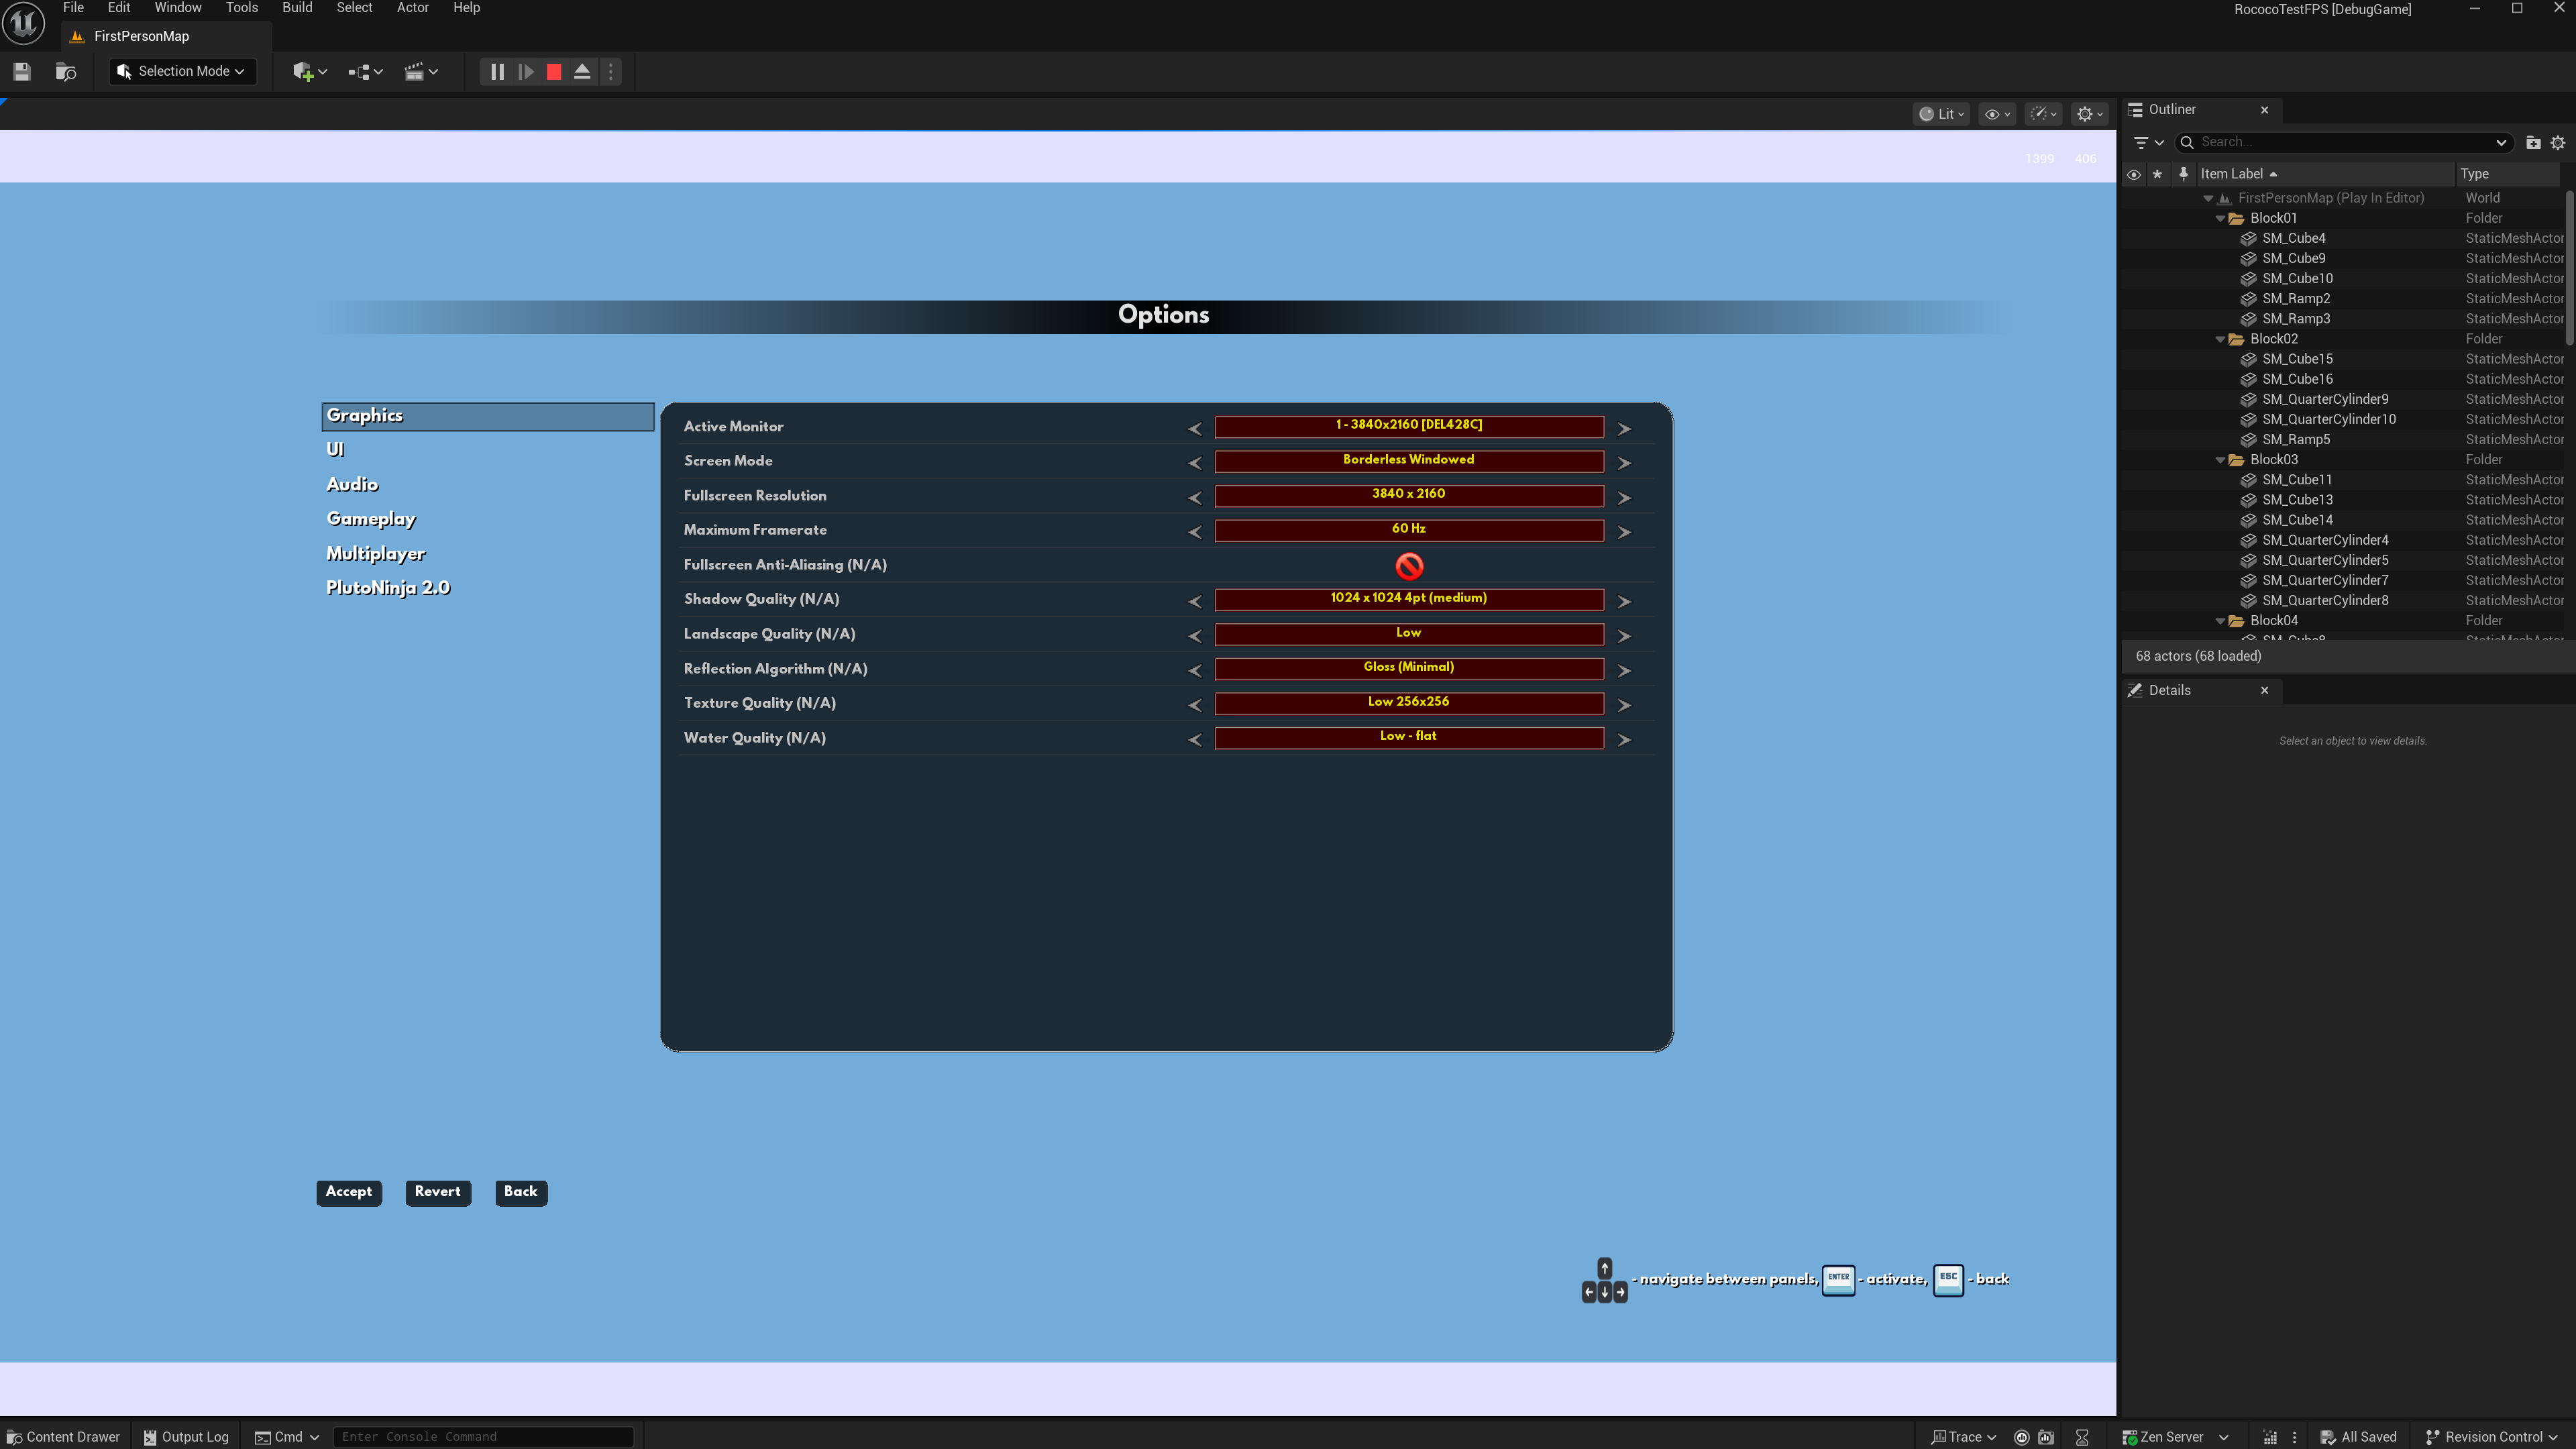 File Edit Window Tools Build Select Actor Help
RococoTestFPS [DebugGame]
FirstPersonMap
Selection Mode
Lit
1399 406
Options
Graphics
UI
Audio
Gameplay
Multiplayer
PlutoNinja 2.0
Active Monitor 1 - 3840x2160 [DEL428C]
Screen Mode Borderless Windowed
Fullscreen Resolution 3840 x 2160
Maximum Framerate 60 Hz
Fullscreen Anti-Aliasing (N/A)
Shadow Quality (N/A) 1024 x 1024 4pt (medium)
Landscape Quality (N/A) Low
Reflection Algorithm (N/A) Gloss (Minimal)
Texture Quality (N/A) Low 256x256
Water Quality (N/A) Low - flat
Accept Revert Back
- navigate between panels, ENTER - activate, ESC - back
Outliner
Search...
Item Label Type
FirstPersonMap (Play In Editor) World
Block01 Folder
SM_Cube4 StaticMeshActor
SM_Cube9 StaticMeshActor
SM_Cube10 StaticMeshActor
SM_Ramp2 StaticMeshActor
SM_Ramp3 StaticMeshActor
Block02 Folder
SM_Cube15 StaticMeshActor
SM_Cube16 StaticMeshActor
SM_QuarterCylinder9 StaticMeshActor
SM_QuarterCylinder10 StaticMeshActor
SM_Ramp5 StaticMeshActor
Block03 Folder
SM_Cube11 StaticMeshActor
SM_Cube13 StaticMeshActor
SM_Cube14 StaticMeshActor
SM_QuarterCylinder4 StaticMeshActor
SM_QuarterCylinder5 StaticMeshActor
SM_QuarterCylinder7 StaticMeshActor
SM_QuarterCylinder8 StaticMeshActor
Block04 Folder
68 actors (68 loaded)
Details
Select an object to view details.
Content Drawer Output Log Cmd Enter Console Command
Trace Zen Server All Saved Revision Control